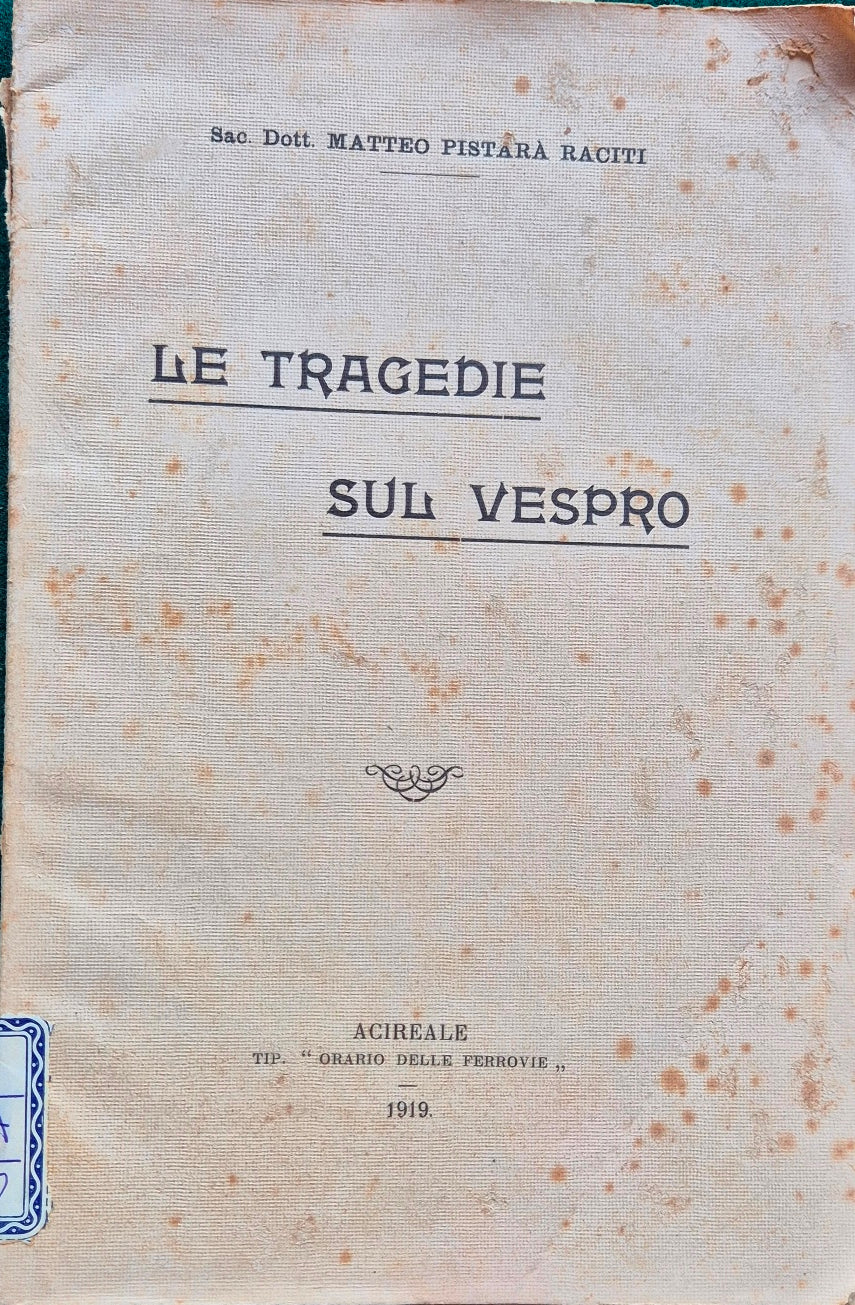 Sac. Dott. MATTEO PISTARÀ RACITI
LE TRAGEDIE
SUL VESPRO
ACIREALE
TIP. “ ORARIO DELLE FERROVIE „
1919.